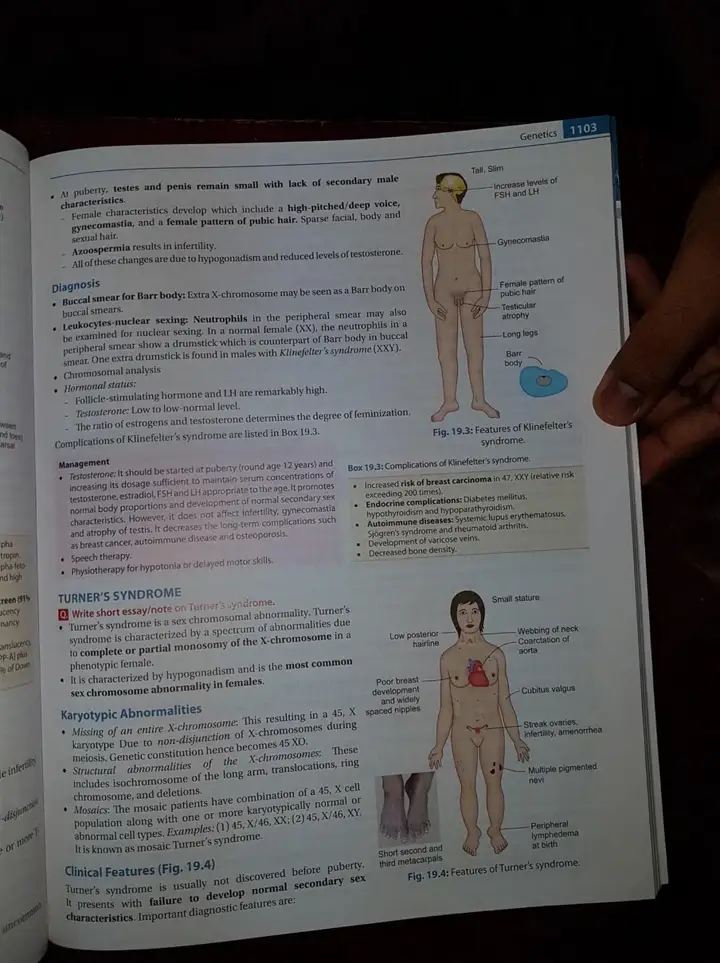 Genetics 1103
• At puberty, testes and penis remain small with lack of secondary male
characteristics.
– Female characteristics develop which include a high-pitched/deep voice,
gynecomastia, and a female pattern of pubic hair. Sparse facial, body and
sexual hair.
– Azoospermia results in infertility.
– All of these changes are due to hypogonadism and reduced levels of testosterone.
Diagnosis
• Buccal smear for Barr body: Extra X-chromosome may be seen as a Barr body on
buccal smears.
• Leukocytes-nuclear sexing: Neutrophils in the peripheral smear may also
be examined for nuclear sexing. In a normal female (XX), the neutrophils in a
peripheral smear show a drumstick which is counterpart of Barr body in buccal
smear. One extra drumstick is found in males with Klinefelter's syndrome (XXY).
• Chromosomal analysis
• Hormonal status:
– Follicle-stimulating hormone and LH are remarkably high.
– Testosterone: Low to low-normal level.
– The ratio of estrogens and testosterone determines the degree of feminization.
Complications of Klinefelter's syndrome are listed in Box 19.3.
Tall, Slim
Increase levels of
FSH and LH
Gynecomastia
Female pattern of
pubic hair
Testicular
atrophy
Long legs
Barr
body
Fig. 19.3: Features of Klinefelter's
syndrome.
Management
• Testosterone: It should be started at puberty (round age 12 years) and
increasing its dosage sufficient to maintain serum concentrations of
testosterone, estradiol, FSH and LH appropriate to the age. It promotes
normal body proportions and development of normal secondary sex
characteristics. However, it does not affect infertility, gynecomastia
and atrophy of testis. It decreases the long-term complications such
as breast cancer, autoimmune disease and osteoporosis.
• Speech therapy.
• Physiotherapy for hypotonia or delayed motor skills.
Box 19.3: Complications of Klinefelter's syndrome.
• Increased risk of breast carcinoma in 47, XXY (relative risk
exceeding 200 times).
• Endocrine complications: Diabetes mellitus,
hypothyroidism and hypoparathyroidism.
• Autoimmune diseases: Systemic lupus erythematosus,
Sjögren's syndrome and rheumatoid arthritis.
• Development of varicose veins.
• Decreased bone density.
TURNER'S SYNDROME
Q. Write short essay/note on Turner's syndrome.
• Turner's syndrome is a sex chromosomal abnormality. Turner's
syndrome is characterized by a spectrum of abnormalities due
to complete or partial monosomy of the X-chromosome in a
phenotypic female.
• It is characterized by hypogonadism and is the most common
sex chromosome abnormality in females.
Karyotypic Abnormalities
• Missing of an entire X-chromosome: This resulting in a 45, X
karyotype Due to non-disjunction of X-chromosomes during
meiosis. Genetic constitution hence becomes 45 XO.
• Structural abnormalities of the X-chromosomes: These
includes isochromosome of the long arm, translocations, ring
chromosome, and deletions.
• Mosaics: The mosaic patients have combination of a 45, X cell
population along with one or more karyotypically normal or
abnormal cell types. Examples: (1) 45, X/46, XX; (2) 45, X/46, XY.
It is known as mosaic Turner's syndrome.
Clinical Features (Fig. 19.4)
Turner's syndrome is usually not discovered before puberty.
It presents with failure to develop normal secondary sex
characteristics. Important diagnostic features are:
Small stature
Low posterior
hairline
Webbing of neck
Coarctation of
aorta
Poor breast
development
and widely
spaced nipples
Cubitus valgus
Streak ovaries,
infertility, amenorrhea
Multiple pigmented
nevi
Peripheral
lymphedema
at birth
Short second and
third metacarpals
Fig. 19.4: Features of Turner's syndrome.